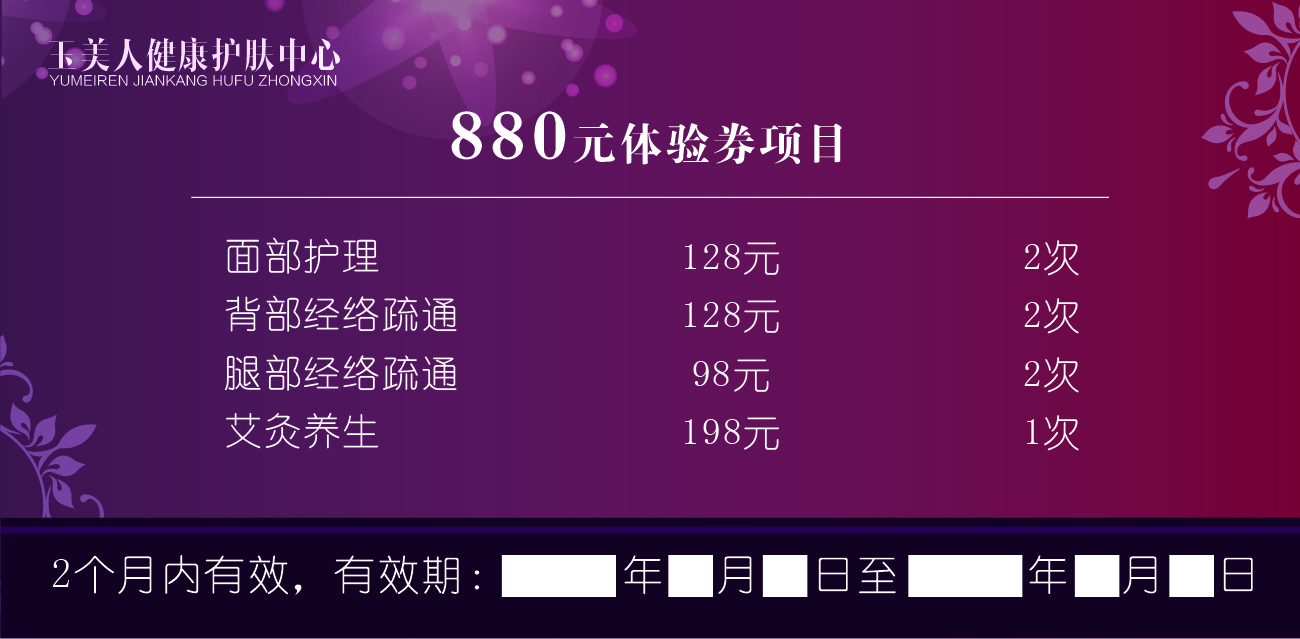 玉美人健康护肤中心
YUMEIREN JIANKANG HUFU ZHONGXIN
880元体验券项目
面部护理 128元 2次
背部经络疏通 128元 2次
腿部经络疏通 98元 2次
艾灸养生 198元 1次
2个月内有效，有效期： 年 月 日至 年 月 日